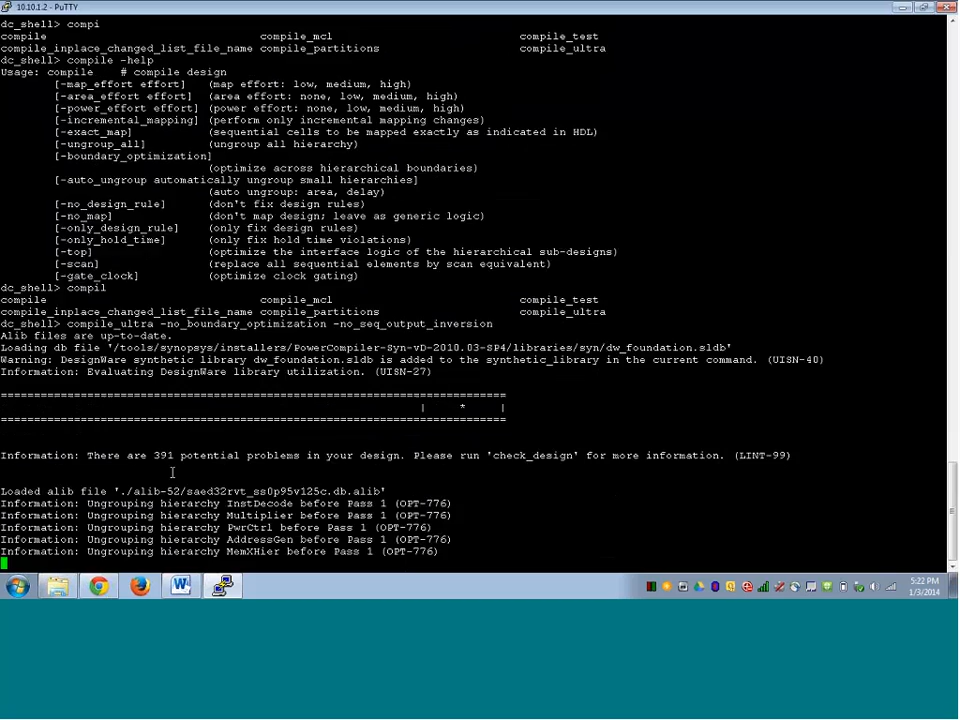 10.10.1.2 - PuTTY
dc_shell> compi
compile compile_mcl compile_test
compile_inplace_changed_list_file_name compile_partitions compile_ultra
dc_shell> compile -help
Usage: compile # compile design
[-map_effort effort] (map effort: low, medium, high)
[-area_effort effort] (area effort: none, low, medium, high)
[-power_effort effort] (power effort: none, low, medium, high)
[-incremental_mapping] (perform only incremental mapping changes)
[-exact_map] (sequential cells to be mapped exactly as indicated in HDL)
[-ungroup_all] (ungroup all hierarchy)
[-boundary_optimization]
(optimize across hierarchical boundaries)
[-auto_ungroup automatically ungroup small hierarchies]
(auto ungroup: area, delay)
[-no_design_rule] (don't fix design rules)
[-no_map] (don't map design; leave as generic logic)
[-only_design_rule] (only fix design rules)
[-only_hold_time] (only fix hold time violations)
[-top] (optimize the interface logic of the hierarchical sub-designs)
[-scan] (replace all sequential elements by scan equivalent)
[-gate_clock] (optimize clock gating)
dc_shell> compil
compile compile_mcl compile_test
compile_inplace_changed_list_file_name compile_partitions compile_ultra
dc_shell> compile_ultra -no_boundary_optimization -no_seq_output_inversion
Alib files are up-to-date.
Loading db file '/tools/synopsys/installers/PowerCompiler-Syn-vD-2010.03-SP4/libraries/syn/dw_foundation.sldb'
Warning: DesignWare synthetic library dw_foundation.sldb is added to the synthetic_library in the current command. (UISN-40)
Information: Evaluating DesignWare library utilization. (UISN-27)
============================================================================
| * |
============================================================================
Information: There are 391 potential problems in your design. Please run 'check_design' for more information. (LINT-99)
Loaded alib file './alib-52/saed32rvt_ss0p95v125c.db.alib'
Information: Ungrouping hierarchy InstDecode before Pass 1 (OPT-776)
Information: Ungrouping hierarchy Multiplier before Pass 1 (OPT-776)
Information: Ungrouping hierarchy PwrCtrl before Pass 1 (OPT-776)
Information: Ungrouping hierarchy AddressGen before Pass 1 (OPT-776)
Information: Ungrouping hierarchy MemXHier before Pass 1 (OPT-776)
5:22 PM
1/3/2014